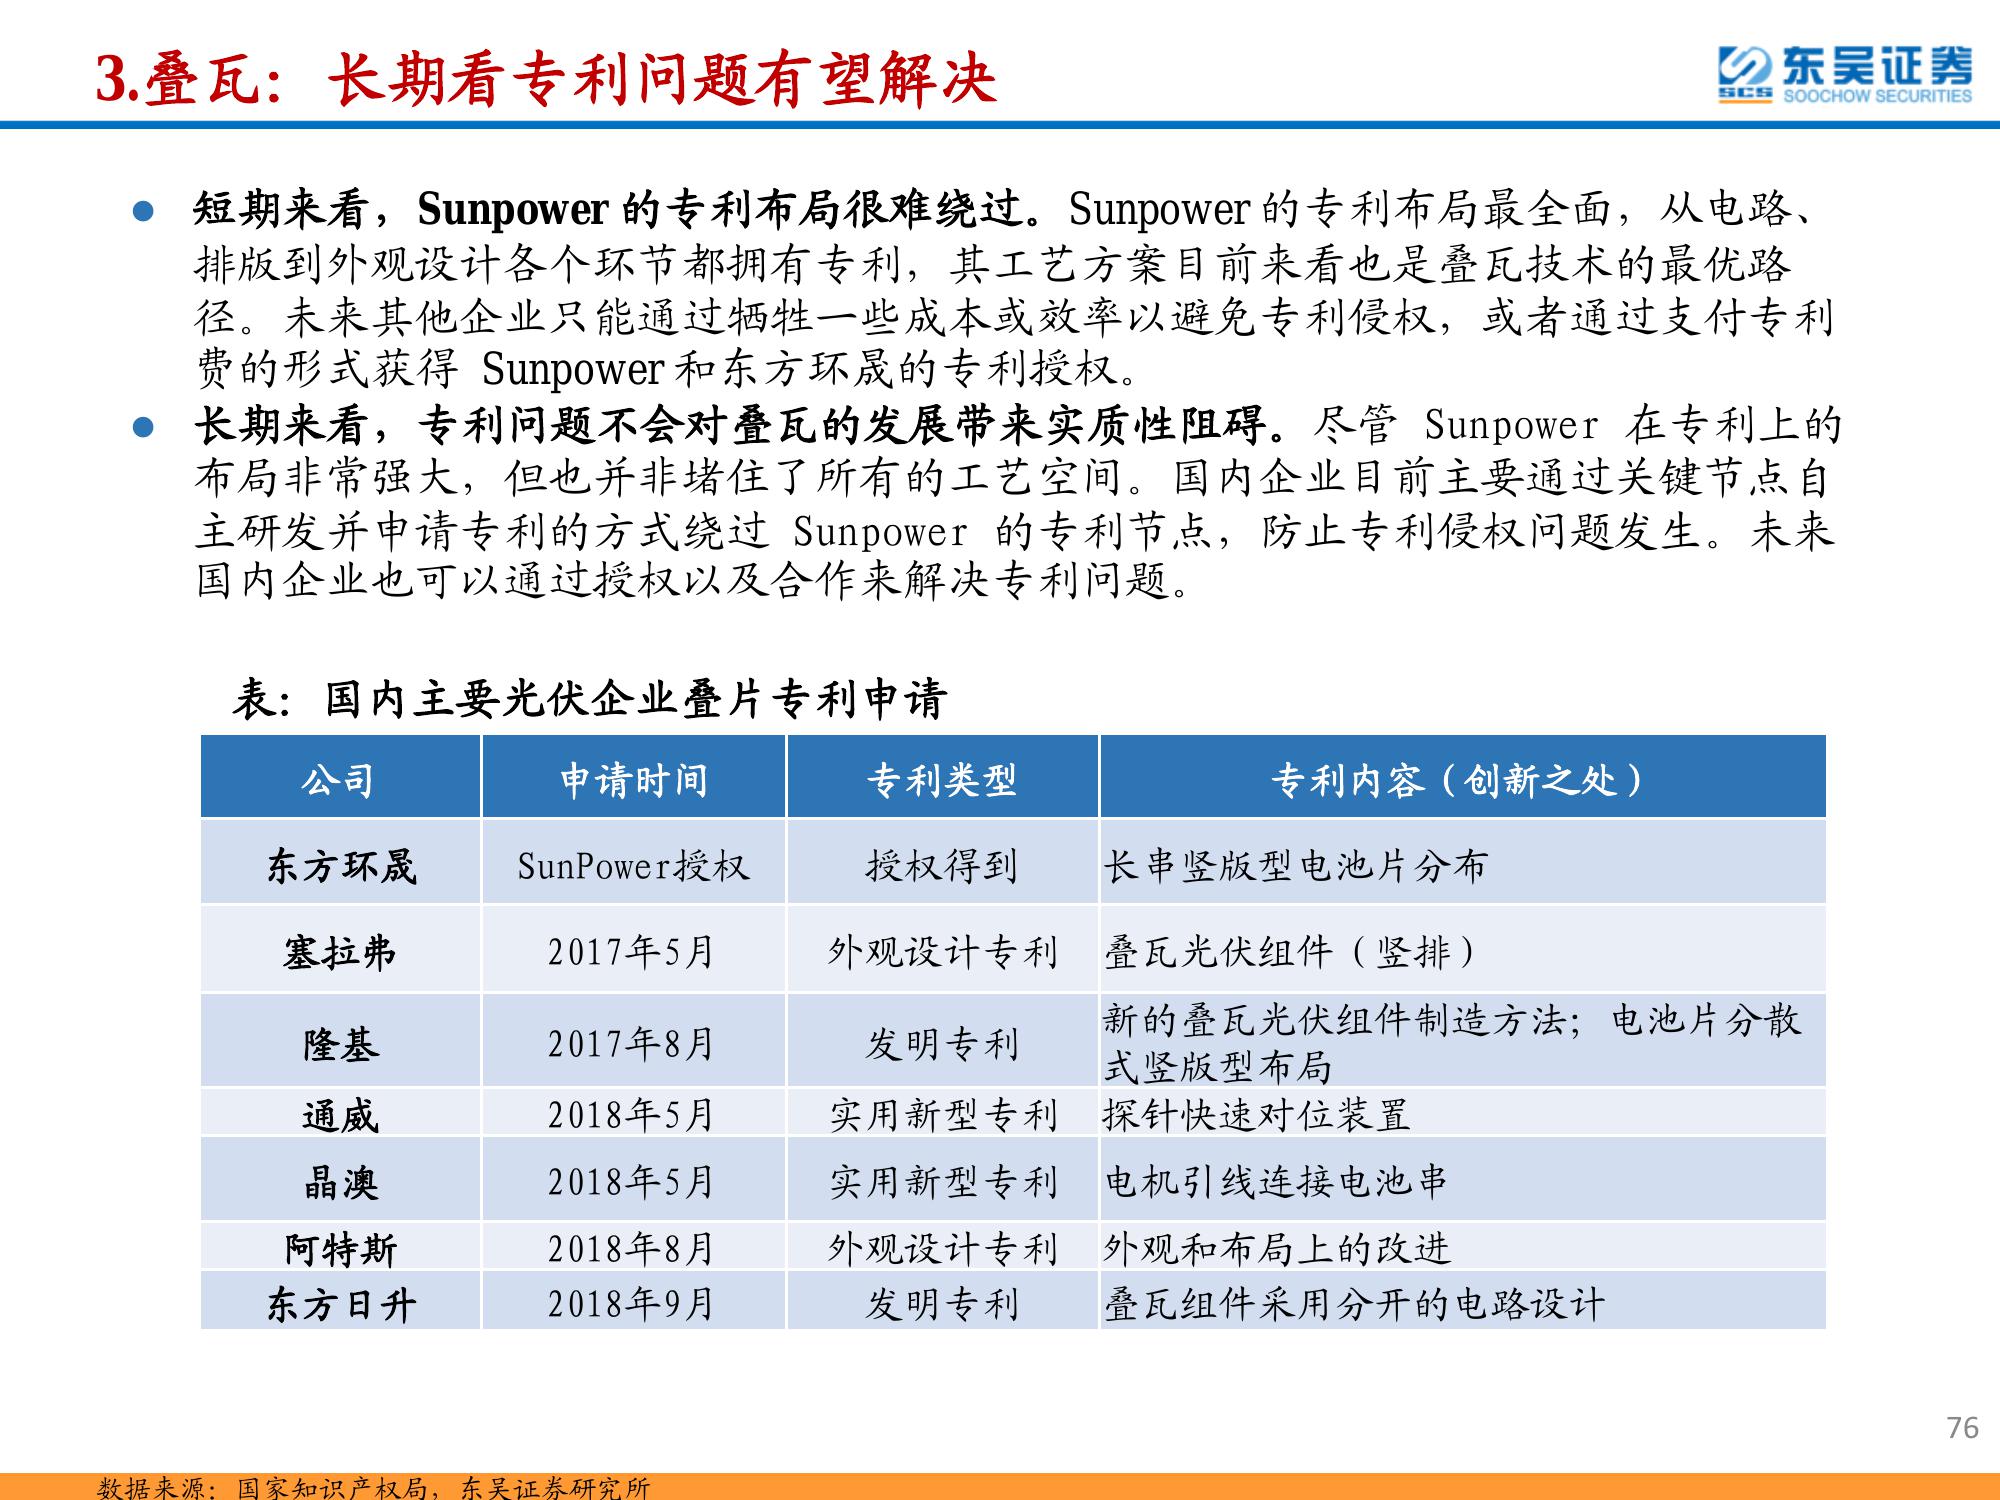 3.叠瓦：长期看专利问题有望解决
东吴证券
SCS SOOCHOW SECURITIES
● 短期来看，Sunpower的专利布局很难绕过。Sunpower的专利布局最全面，从电路、
排版到外观设计各个环节都拥有专利，其工艺方案目前来看也是叠瓦技术的最优路
径。未来其他企业只能通过牺牲一些成本或效率以避免专利侵权，或者通过支付专利
费的形式获得 Sunpower和东方环晟的专利授权。
● 长期来看，专利问题不会对叠瓦的发展带来实质性阻碍。尽管 Sunpower 在专利上的
布局非常强大，但也并非堵住了所有的工艺空间。国内企业目前主要通过关键节点自
主研发并申请专利的方式绕过 Sunpower 的专利节点，防止专利侵权问题发生。未来
国内企业也可以通过授权以及合作来解决专利问题。
表：国内主要光伏企业叠片专利申请
公司 申请时间 专利类型 专利内容（创新之处）
东方环晟 SunPower授权 授权得到 长串竖版型电池片分布
塞拉弗 2017年5月 外观设计专利 叠瓦光伏组件（竖排）
隆基 2017年8月 发明专利 新的叠瓦光伏组件制造方法；电池片分散
式竖版型布局
通威 2018年5月 实用新型专利 探针快速对位装置
晶澳 2018年5月 实用新型专利 电机引线连接电池串
阿特斯 2018年8月 外观设计专利 外观和布局上的改进
东方日升 2018年9月 发明专利 叠瓦组件采用分开的电路设计
76
数据来源：国家知识产权局，东吴证券研究所